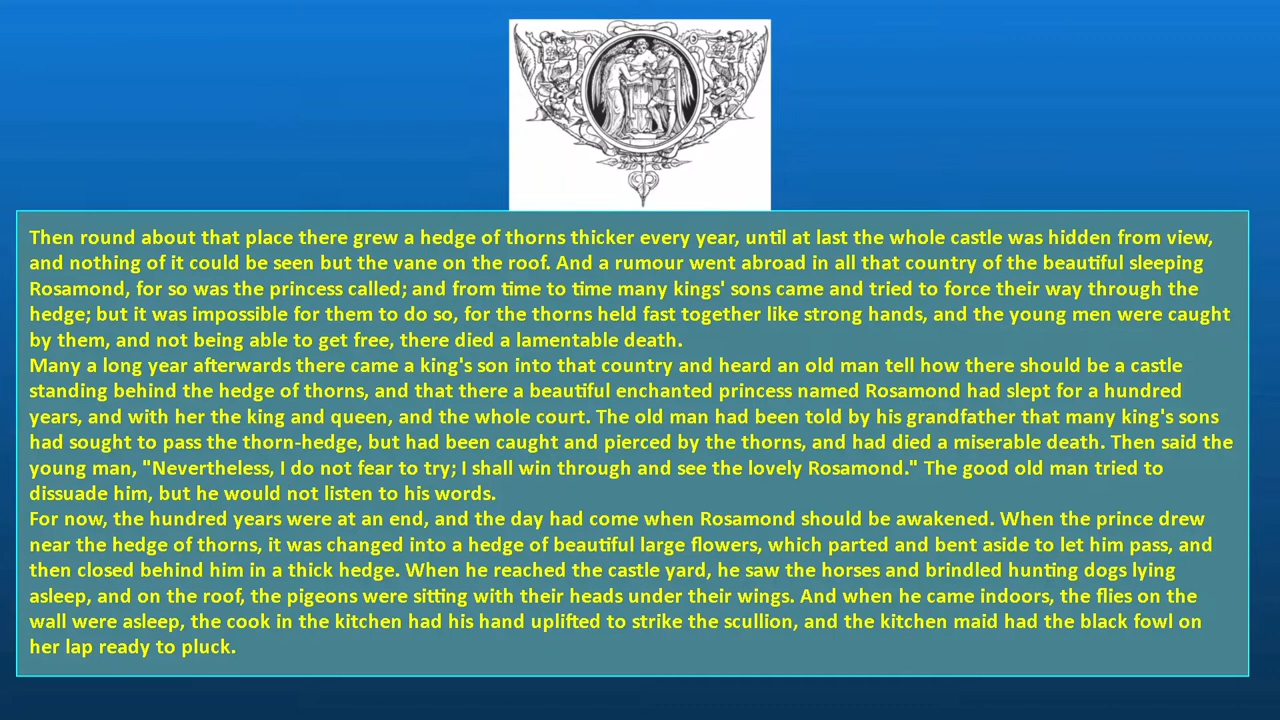 Then round about that place there grew a hedge of thorns thicker every year, until at last the whole castle was hidden from view,
and nothing of it could be seen but the vane on the roof. And a rumour went abroad in all that country of the beautiful sleeping
Rosamond, for so was the princess called; and from time to time many kings' sons came and tried to force their way through the
hedge; but it was impossible for them to do so, for the thorns held fast together like strong hands, and the young men were caught
by them, and not being able to get free, there died a lamentable death.
Many a long year afterwards there came a king's son into that country and heard an old man tell how there should be a castle
standing behind the hedge of thorns, and that there a beautiful enchanted princess named Rosamond had slept for a hundred
years, and with her the king and queen, and the whole court. The old man had been told by his grandfather that many king's sons
had sought to pass the thorn-hedge, but had been caught and pierced by the thorns, and had died a miserable death. Then said the
young man, "Nevertheless, I do not fear to try; I shall win through and see the lovely Rosamond." The good old man tried to
dissuade him, but he would not listen to his words.
For now, the hundred years were at an end, and the day had come when Rosamond should be awakened. When the prince drew
near the hedge of thorns, it was changed into a hedge of beautiful large flowers, which parted and bent aside to let him pass, and
then closed behind him in a thick hedge. When he reached the castle yard, he saw the horses and brindled hunting dogs lying
asleep, and on the roof, the pigeons were sitting with their heads under their wings. And when he came indoors, the flies on the
wall were asleep, the cook in the kitchen had his hand uplifted to strike the scullion, and the kitchen maid had the black fowl on
her lap ready to pluck.